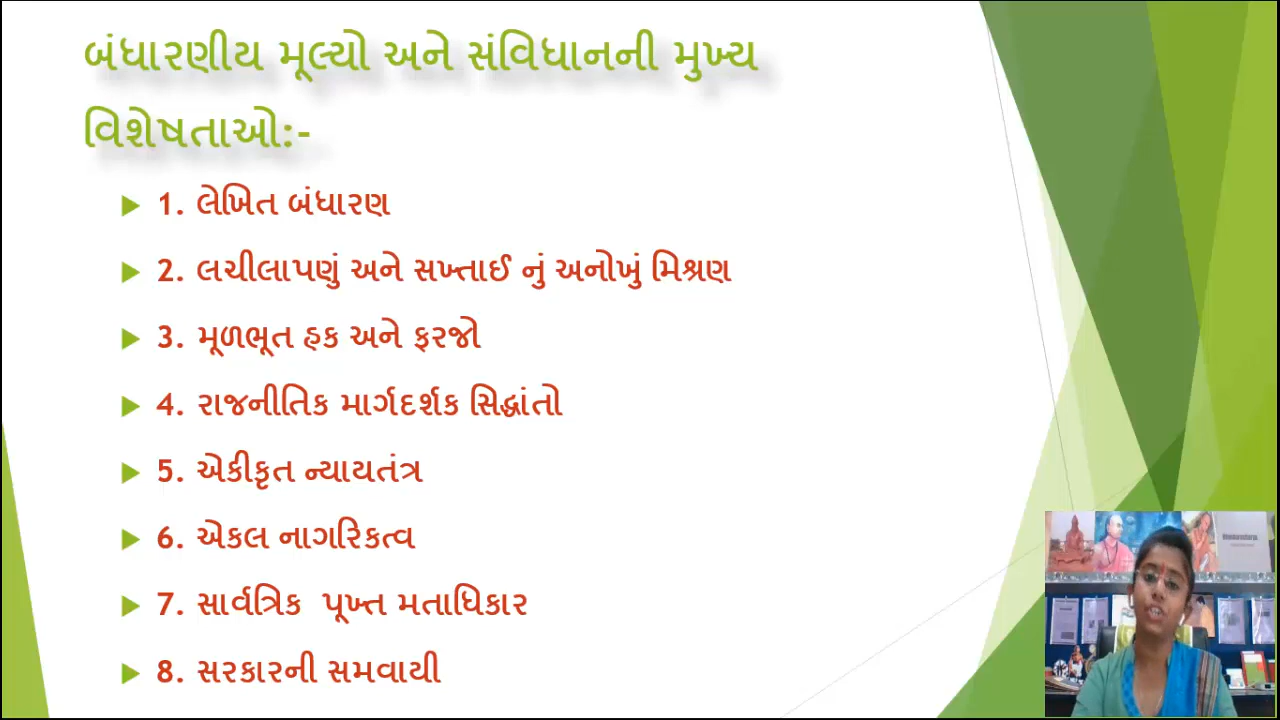 બંધારણીય મૂલ્યો અને સંવિધાનની મુખ્ય
વિશેષતાઓ:-
1. લેખિત બંધારણ
2. લચીલાપણું અને સખ્તાઈ નું અનોખું મિશ્રણ
3. મૂળભૂત હક અને ફરજો
4. રાજનીતિક માર્ગદર્શક સિદ્ધાંતો
5. એકીકૃત ન્યાયતંત્ર
6. એકલ નાગરિકત્વ
7. સાર્વત્રિક પૂખ્ત મતાધિકાર
8. સરકારની સમવાયી